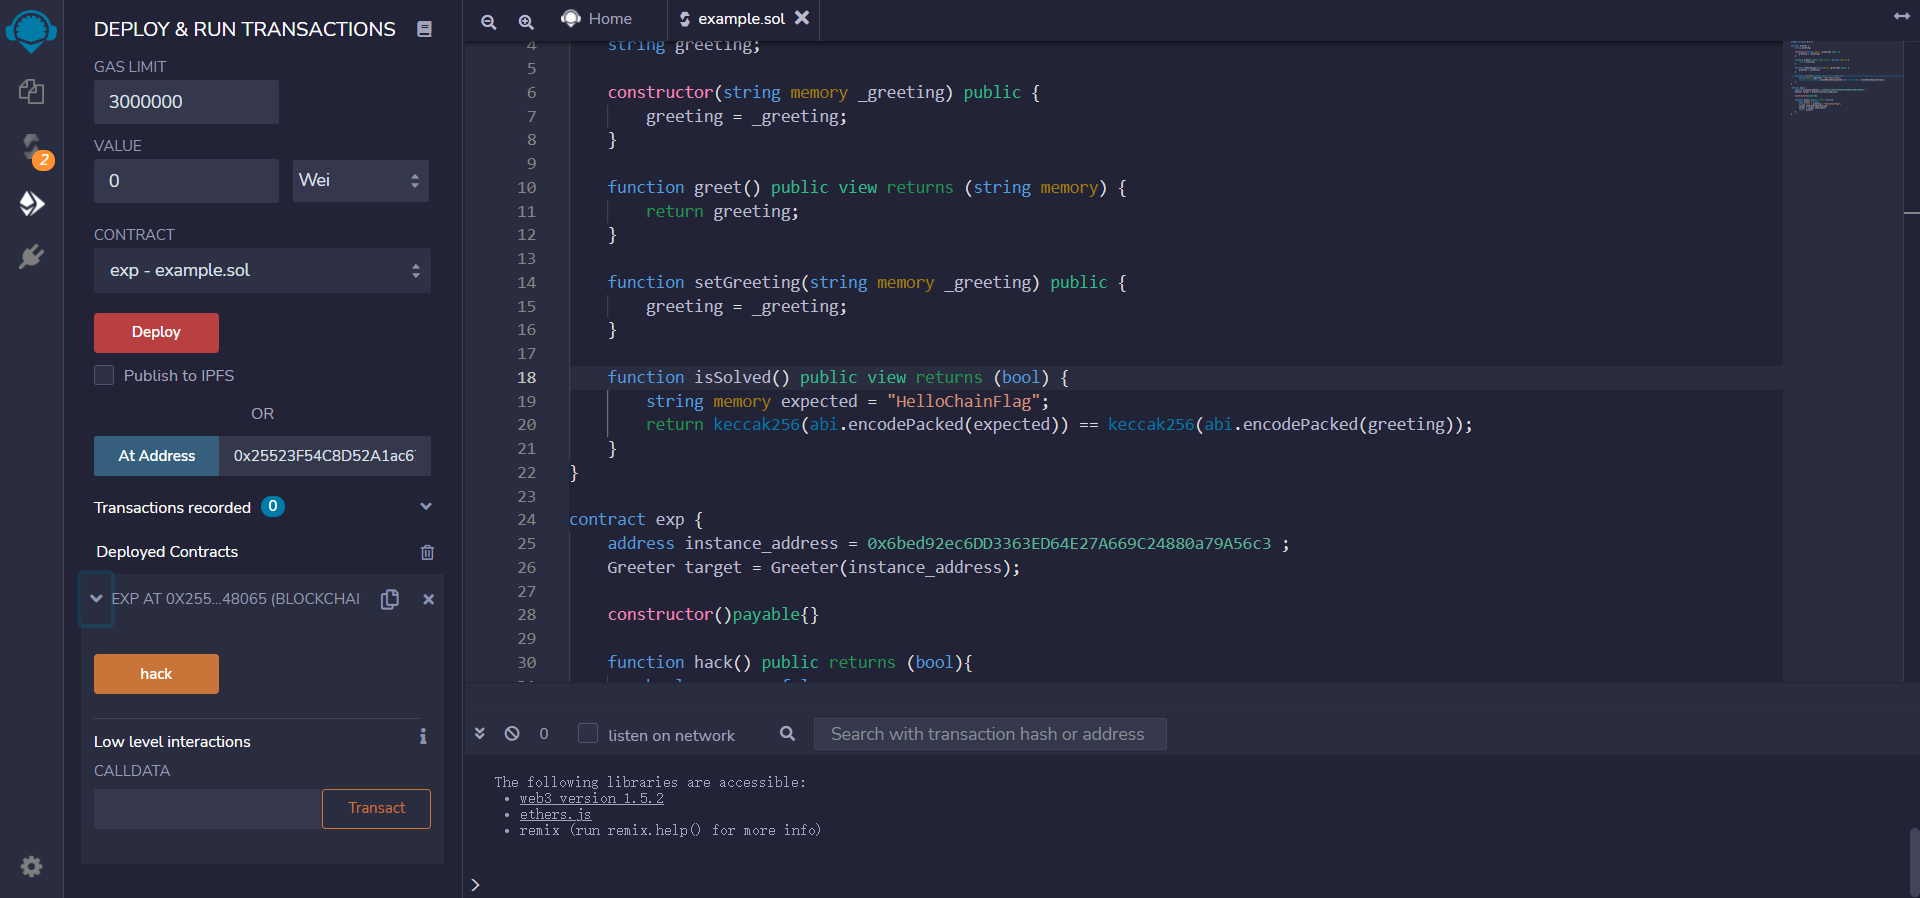 DEPLOY & RUN TRANSACTIONS
GAS LIMIT
3000000
VALUE
0
Wei
CONTRACT
exp - example.sol
Deploy
Publish to IPFS
OR
At Address
0x25523F54C8D52A1ac6
Transactions recorded 0
Deployed Contracts
EXP AT 0X255...48065 (BLOCKCHAI
hack
Low level interactions
CALLDATA
Transact
2
Home
example.sol
4 string greeting;
5
6 constructor(string memory _greeting) public {
7 greeting = _greeting;
8 }
9
10 function greet() public view returns (string memory) {
11 return greeting;
12 }
13
14 function setGreeting(string memory _greeting) public {
15 greeting = _greeting;
16 }
17
18 function isSolved() public view returns (bool) {
19 string memory expected = "HelloChainFlag";
20 return keccak256(abi.encodePacked(expected)) == keccak256(abi.encodePacked(greeting));
21 }
22 }
23
24 contract exp {
25 address instance_address = 0x6bed92ec6DD3363ED64E27A669C24880a79A56c3 ;
26 Greeter target = Greeter(instance_address);
27
28 constructor()payable{}
29
30 function hack() public returns (bool){
0
listen on network
Search with transaction hash or address
The following libraries are accessible:
• web3 version 1.5.2
• ethers.js
• remix (run remix.help() for more info)
>